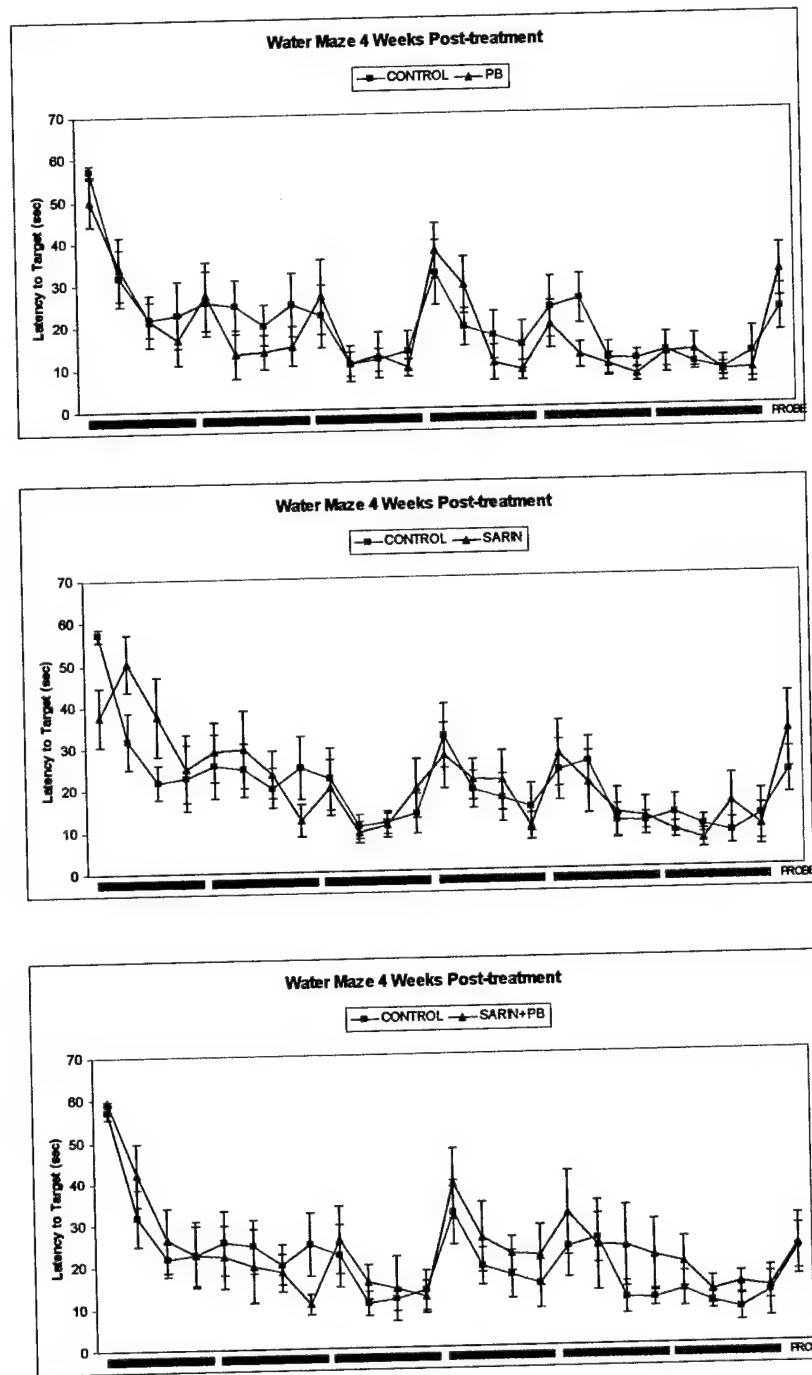 Water Maze 4 Weeks Post-treatment
CONTROL PB
Latency to Target (sec)
70
60
50
40
30
20
10
0
PROBE
Water Maze 4 Weeks Post-treatment
CONTROL SARIN
Latency to Target (sec)
70
60
50
40
30
20
10
0
PROBE
Water Maze 4 Weeks Post-treatment
CONTROL SARIN+PB
Latency to Target (sec)
70
60
50
40
30
20
10
0
PRO